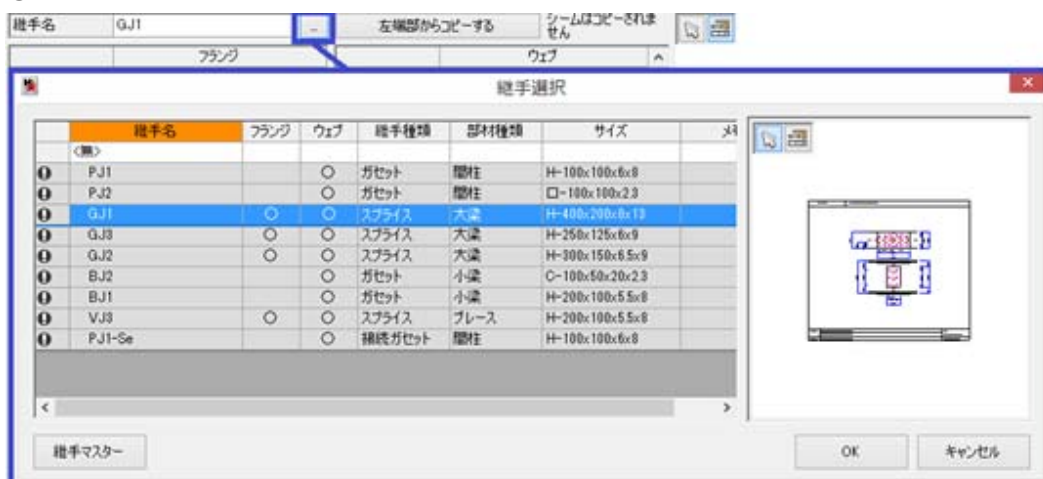 継手名 GJ1 ... 左端部からコピーする シームはコピーされま
せん
フランジ ウェブ
継手選択
継手名 フランジ ウェブ 継手種類 部材種類 サイズ メモ
<無>
PJ1 ○ ガセット 間柱 H-100x100x6x8
PJ2 ○ ガセット 間柱 ロ-100x100x2.3
GJ1 ○ ○ スプライス 大梁 H-400x200x8x13
GJ3 ○ ○ スプライス 大梁 H-250x125x6x9
GJ2 ○ ○ スプライス 大梁 H-300x150x6.5x9
BJ2 ○ ガセット 小梁 C-100x50x20x2.3
BJ1 ○ ガセット 小梁 H-200x100x5.5x8
VJ3 ○ ○ スプライス ブレース H-200x100x5.5x8
PJ1-Se ○ 接続ガセット 間柱 H-100x100x6x8
継手マスター OK キャンセル